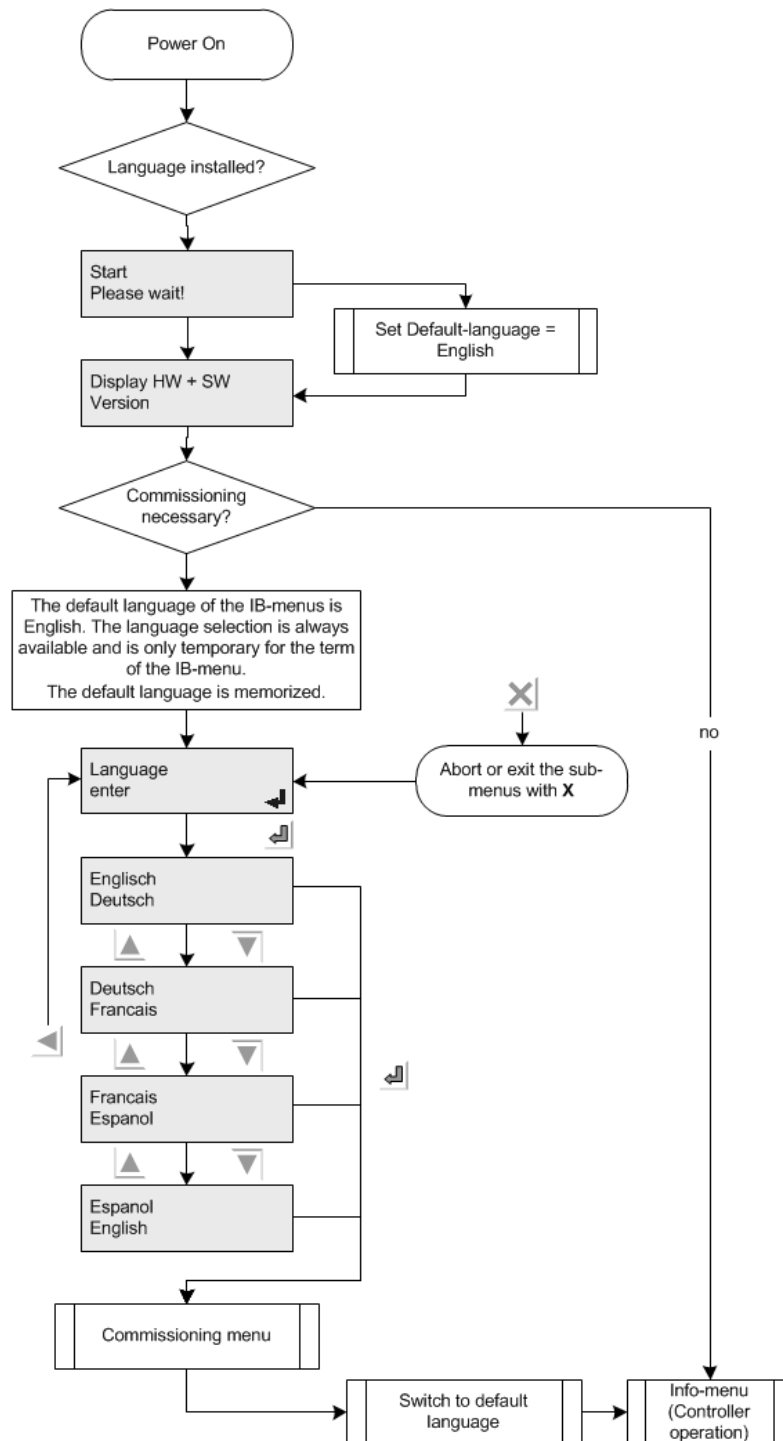 Power On
Language installed?
Start
Please wait!
Set Default-language =
English
Display HW + SW
Version
Commissioning
necessary?
The default language of the IB-menus is
English. The language selection is always
available and is only temporary for the term
of the IB-menu.
The default language is memorized.
no
Language
enter
Abort or exit the sub-
menus with X
Englisch
Deutsch
Deutsch
Francais
Francais
Espanol
Espanol
English
Commissioning menu
Switch to default
language
Info-menu
(Controller
operation)